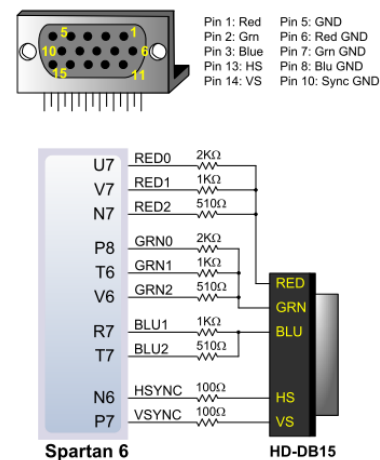 5 1
10 6
15 11
Pin 1: Red Pin 5: GND
Pin 2: Grn Pin 6: Red GND
Pin 3: Blue Pin 7: Grn GND
Pin 13: HS Pin 8: Blu GND
Pin 14: VS Pin 10: Sync GND
U7 RED0 2KΩ
V7 RED1 1KΩ
N7 RED2 510Ω
P8 GRN0 2KΩ
T6 GRN1 1KΩ
V6 GRN2 510Ω
R7 BLU1 1KΩ
T7 BLU2 510Ω
N6 HSYNC 100Ω
P7 VSYNC 100Ω
RED
GRN
BLU
HS
VS
Spartan 6 HD-DB15